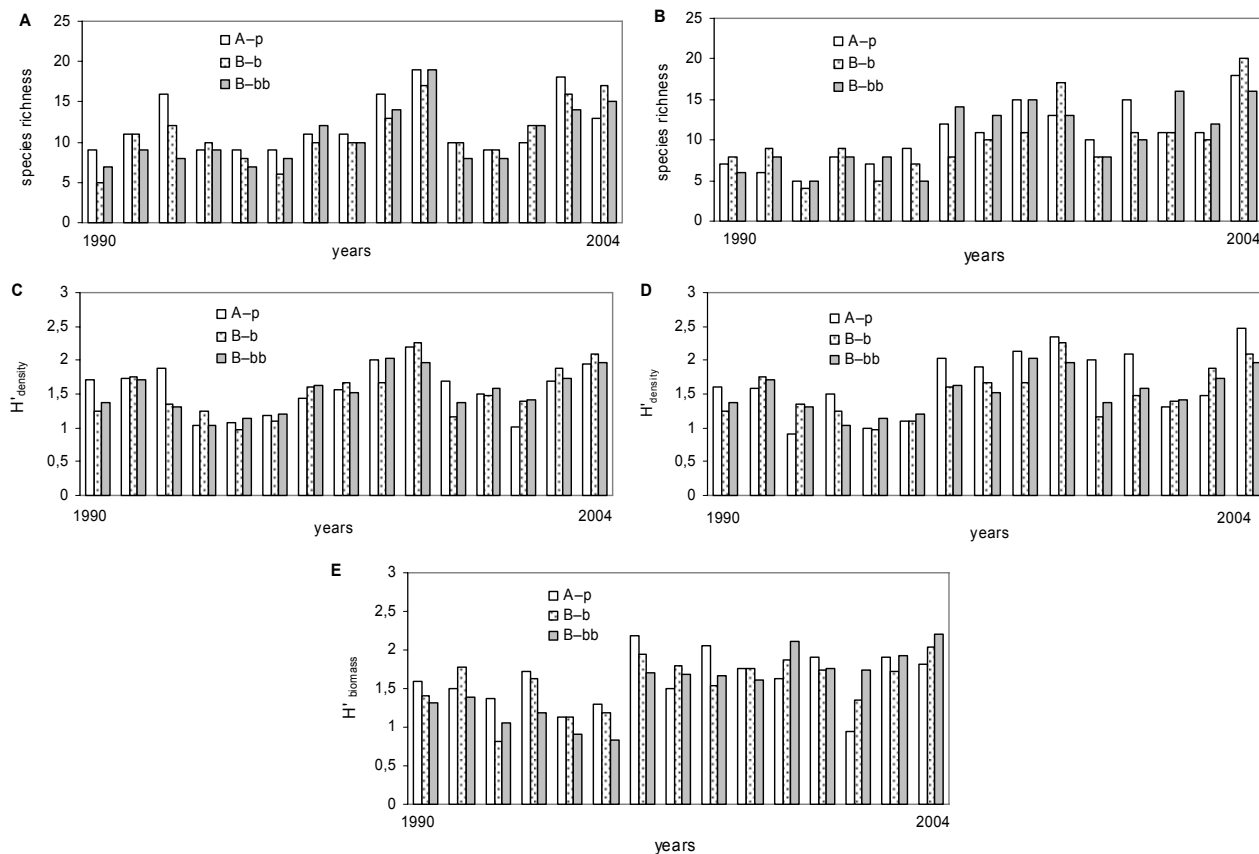 A
species richness
25
20
15
10
5
0
A–p
B–b
B–bb
1990
2004
years
B
species richness
25
20
15
10
5
0
A–p
B–b
B–bb
1990
2004
years
C
H'density
3
2,5
2
1,5
1
0,5
0
A–p
B–b
B–bb
1990
2004
years
D
H'density
3
2,5
2
1,5
1
0,5
0
A–p
B–b
B–bb
1990
2004
years
E
H' biomass
3
2,5
2
1,5
1
0,5
0
A–p
B–b
B–bb
1990
2004
years